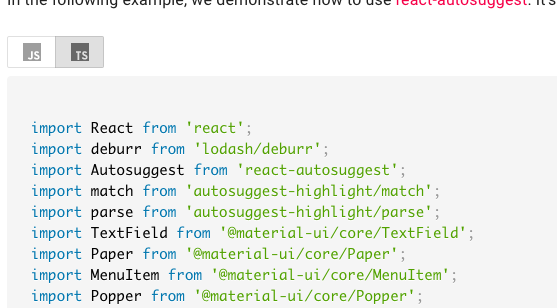 In the following example, we demonstrate how to use react-autosuggest. It's
JS TS
import React from 'react';
import deburr from 'lodash/deburr';
import Autosuggest from 'react-autosuggest';
import match from 'autosuggest-highlight/match';
import parse from 'autosuggest-highlight/parse';
import TextField from '@material-ui/core/TextField';
import Paper from '@material-ui/core/Paper';
import MenuItem from '@material-ui/core/MenuItem';
import Popper from '@material-ui/core/Popper';